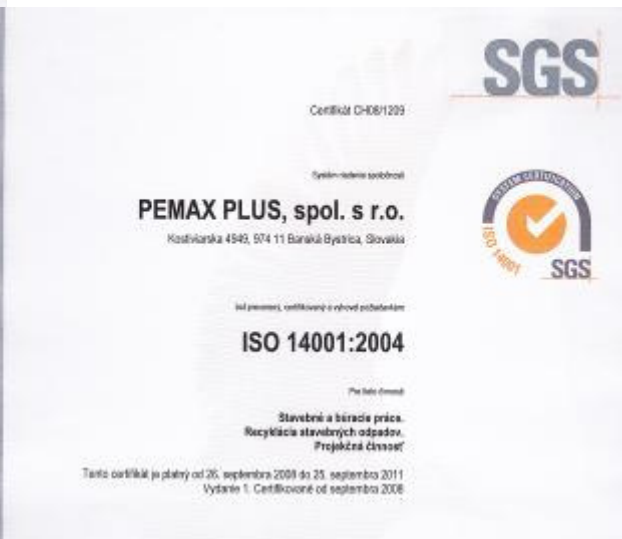 SGS
Certifikát CH08/1209
Systém riadenia spoločnosti
PEMAX PLUS, spol. s r.o.
Kostiviarska 4949, 974 11 Banská Bystrica, Slovakia
SYSTEM CERTIFICATION
ISO 14001
SGS
bol preverený, certifikovaný a vyhovel požiadavkám
ISO 14001:2004
Pre tieto činnosti
Stavebné a búracie práce.
Recyklácia stavebných odpadov.
Projekčná činnosť
Tento certifikát je platný od 26. septembra 2008 do 25. septembra 2011
Vydanie 1. Certifikované od septembra 2008